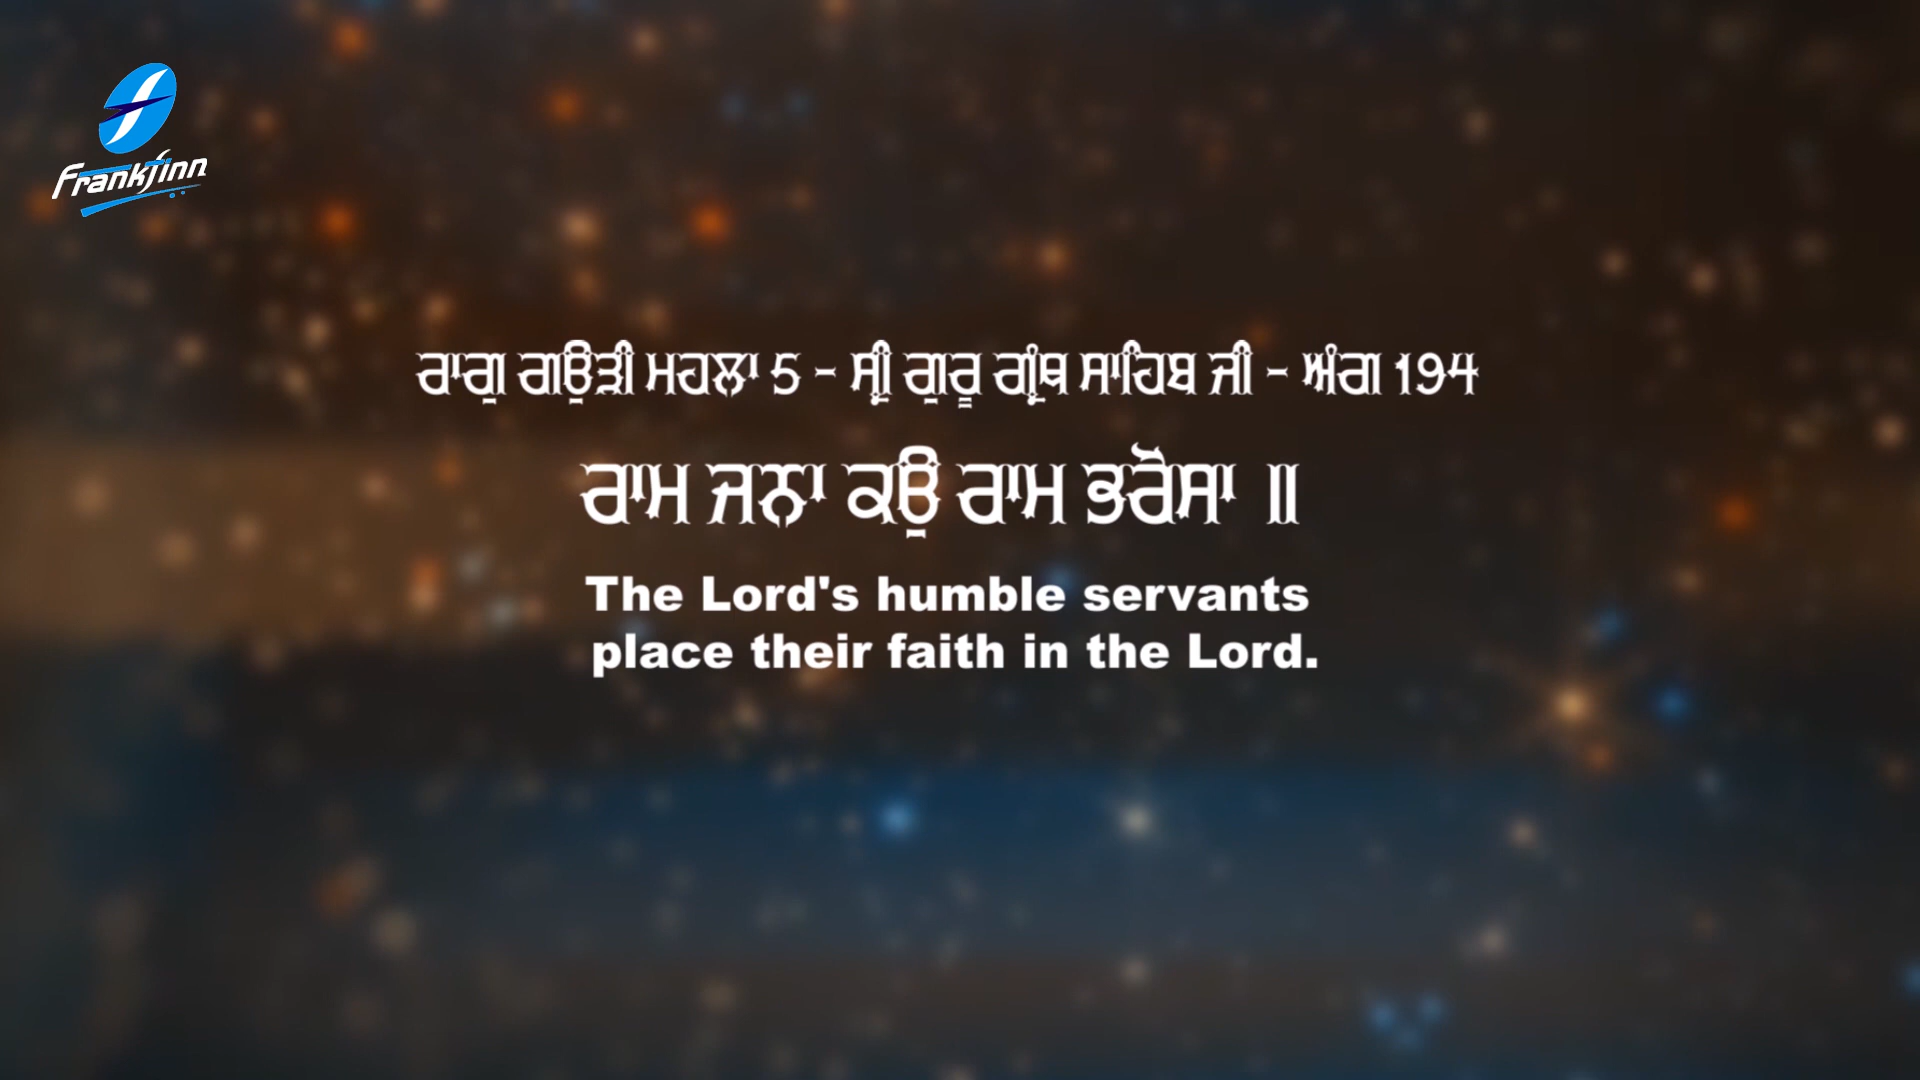 Frankfinn
ਰਾਗੁ ਗਉੜੀ ਮਹਲਾ 5 - ਸ੍ਰੀ ਗੁਰੂ ਗ੍ਰੰਥ ਸਾਹਿਬ ਜੀ - ਅੰਗ 194
ਰਾਮ ਜਨਾ ਕਉ ਰਾਮ ਭਰੋਸਾ ॥
The Lord's humble servants
place their faith in the Lord.